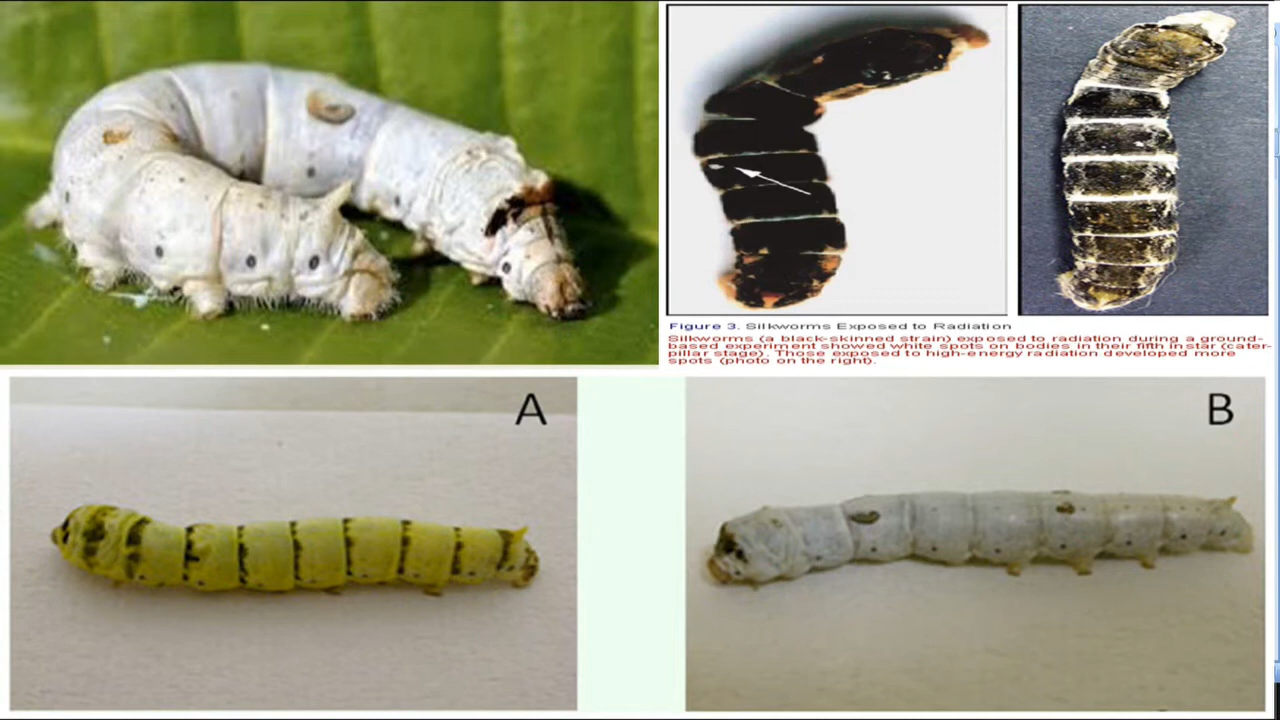 Figure 3. Silkworms Exposed to Radiation
Silkworms (a black-skinned strain) exposed to radiation during a ground-
based experiment showed white spots on bodies in their fifth instar (cater-
pillar stage). Those exposed to high-energy radiation developed more
spots (photo on the right).
A
B